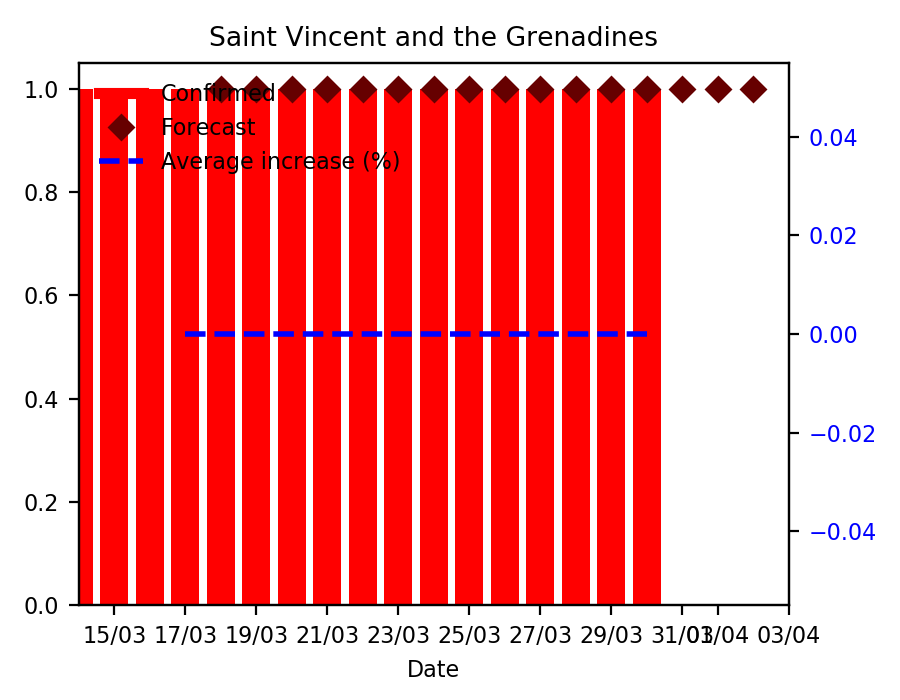 Saint Vincent and the Grenadines
Confirmed
Forecast
Average increase (%)
1.0
0.8
0.6
0.4
0.2
0.0
0.04
0.02
0.00
−0.02
−0.04
15/03 17/03 19/03 21/03 23/03 25/03 27/03 29/03 31/03 01/04 03/04
Date